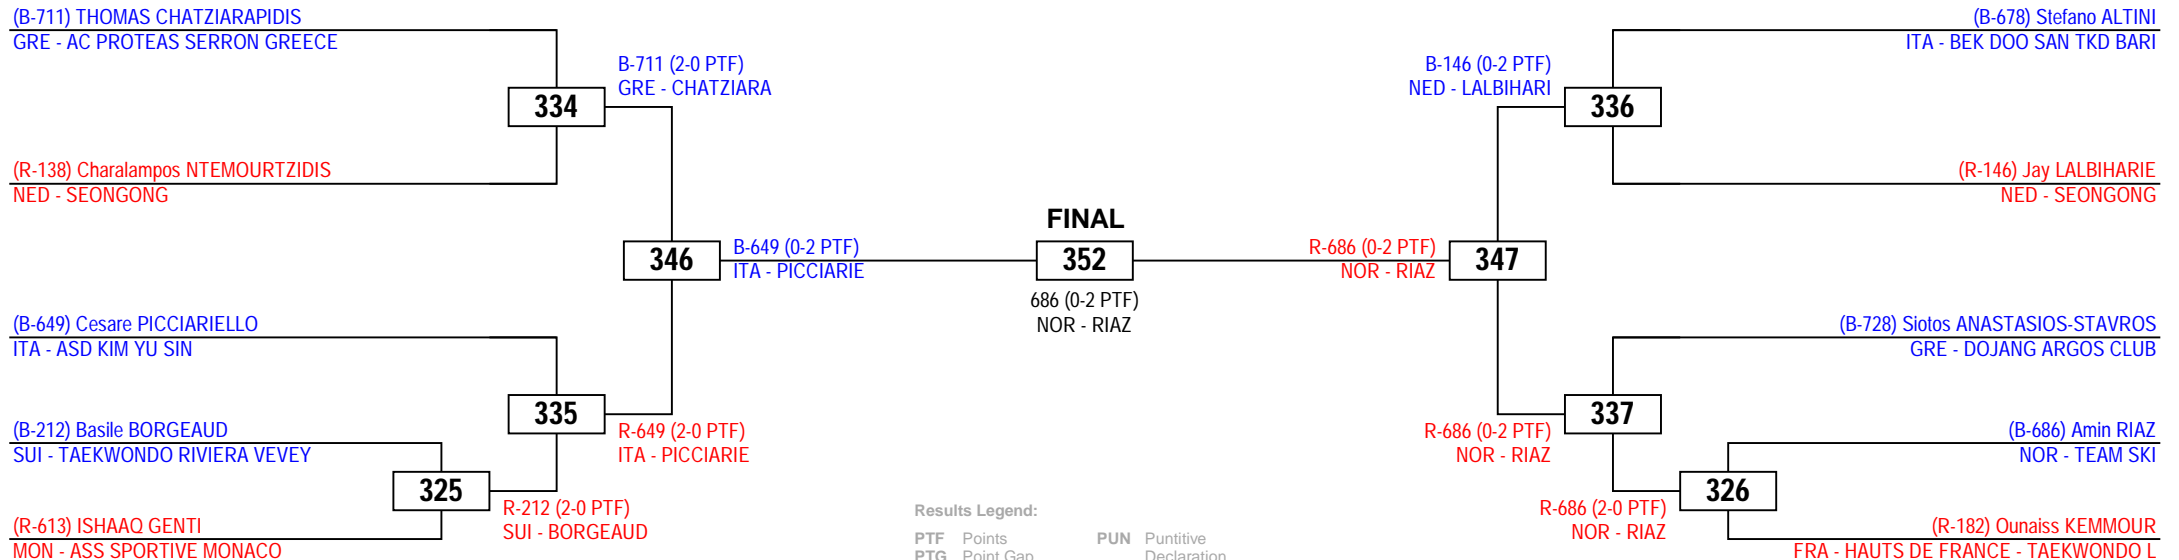 (B-711) THOMAS CHATZIARAPIDIS
GRE - AC PROTEAS SERRON GREECE
B-711 (2-0 PTF)
GRE - CHATZIARA
334
(R-138) Charalampos NTEMOURTZIDIS
NED - SEONGONG
346
B-649 (0-2 PTF)
ITA - PICCIARIE
(B-649) Cesare PICCIARIELLO
ITA - ASD KIM YU SIN
335
R-649 (2-0 PTF)
ITA - PICCIARIE
(B-212) Basile BORGEAUD
SUI - TAEKWONDO RIVIERA VEVEY
325
R-212 (2-0 PTF)
SUI - BORGEAUD
(R-613) ISHAAQ GENTI
MON - ASS SPORTIVE MONACO
FINAL
352
686 (0-2 PTF)
NOR - RIAZ
(B-678) Stefano ALTINI
ITA - BEK DOO SAN TKD BARI
B-146 (0-2 PTF)
NED - LALBIHARI
336
(R-146) Jay LALBIHARIE
NED - SEONGONG
R-686 (0-2 PTF)
NOR - RIAZ
347
(B-728) Siotos ANASTASIOS-STAVROS
GRE - DOJANG ARGOS CLUB
337
R-686 (0-2 PTF)
NOR - RIAZ
(B-686) Amin RIAZ
NOR - TEAM SKI
326
R-686 (2-0 PTF)
NOR - RIAZ
(R-182) Ounaiss KEMMOUR
FRA - HAUTS DE FRANCE - TAEKWONDO L
Results Legend:
PTF Points PUN Puntitive
PTG Point Gap Declaration